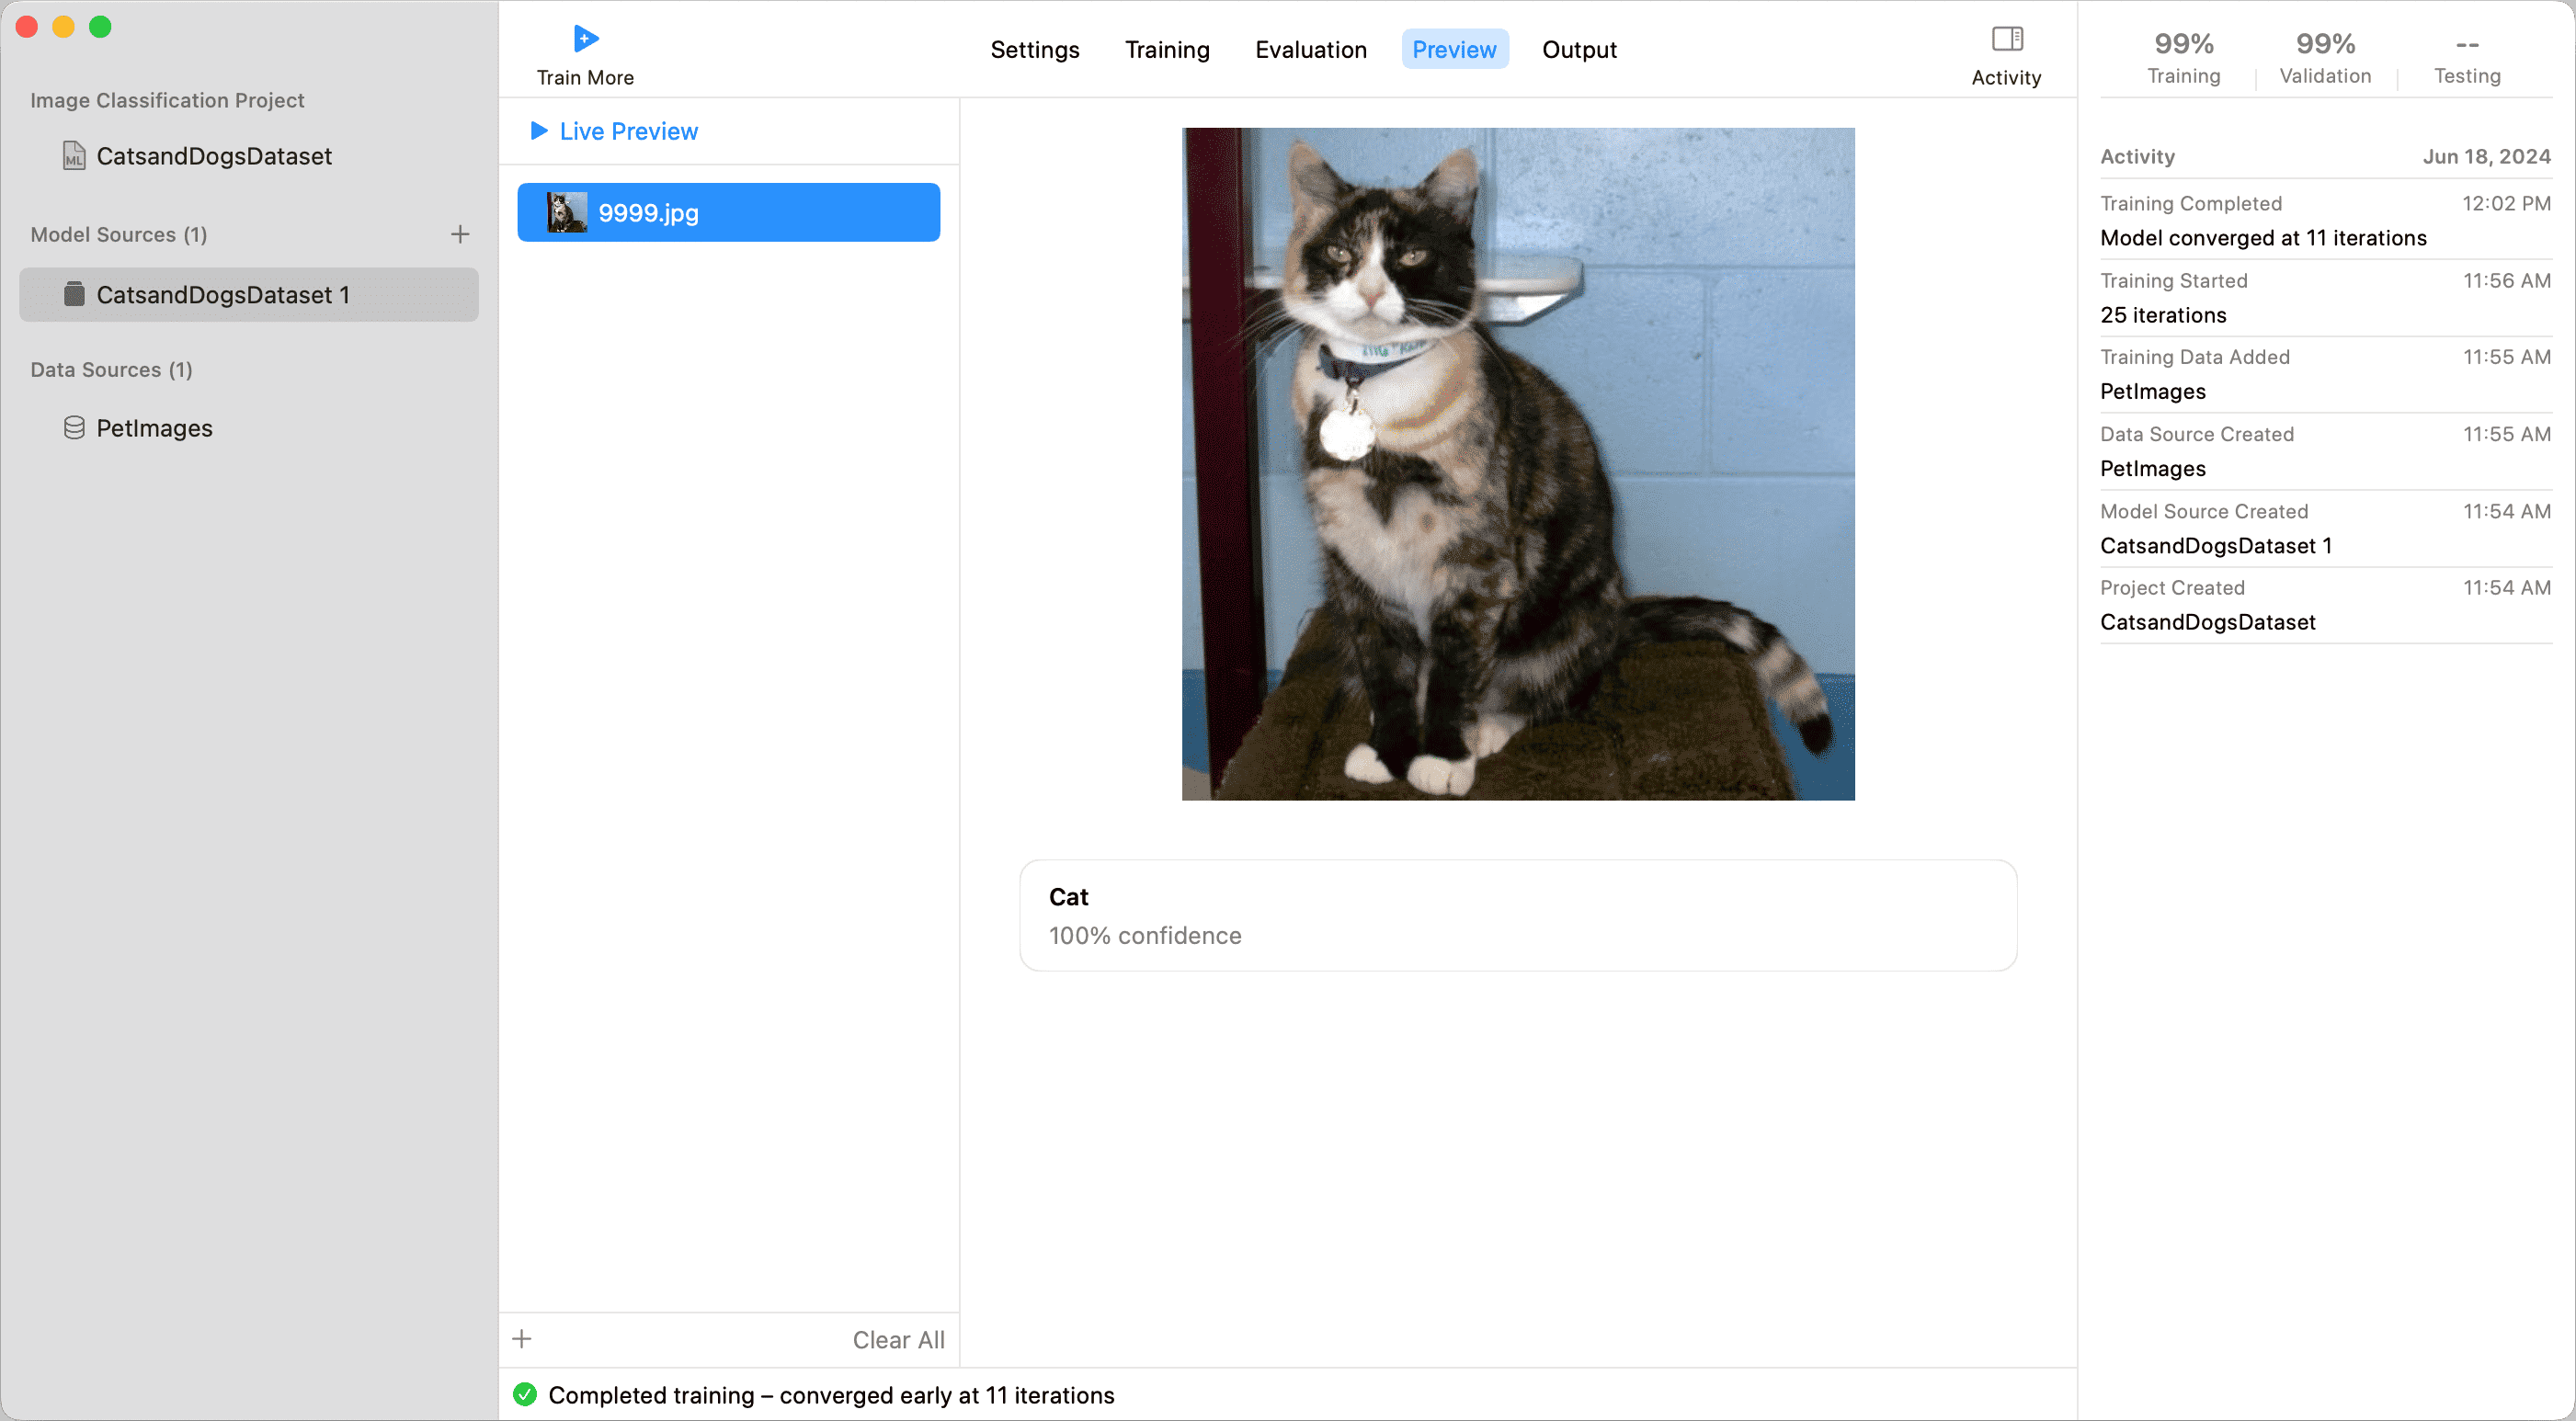 Image Classification Project
CatsandDogsDataset
Model Sources (1)
CatsandDogsDataset 1
Data Sources (1)
PetImages
Train More
Settings
Training
Evaluation
Preview
Output
Activity
Live Preview
9999.jpg
Cat
100% confidence
Clear All
Completed training – converged early at 11 iterations
99% 99% --
Training Validation Testing
Activity Jun 18, 2024
Training Completed 12:02 PM
Model converged at 11 iterations
Training Started 11:56 AM
25 iterations
Training Data Added 11:55 AM
PetImages
Data Source Created 11:55 AM
PetImages
Model Source Created 11:54 AM
CatsandDogsDataset 1
Project Created 11:54 AM
CatsandDogsDataset